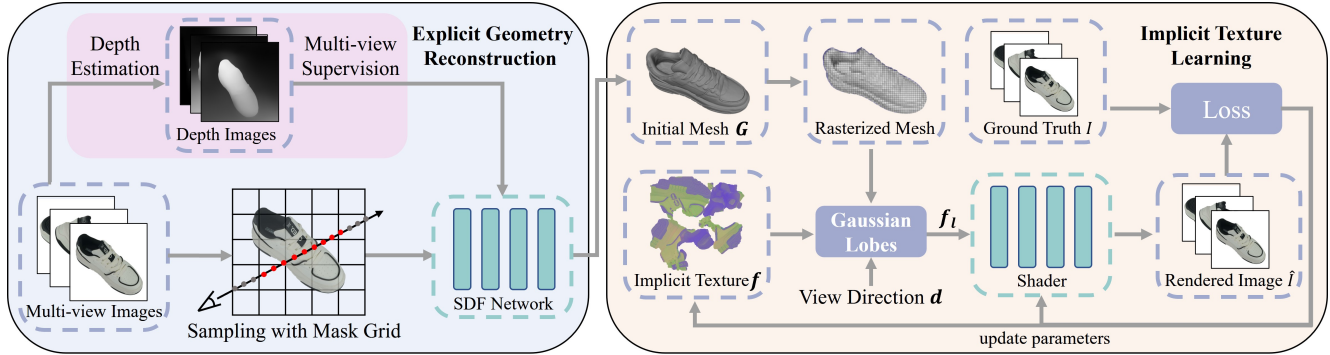 Depth
Estimation
Multi-view
Supervision
Explicit Geometry
Reconstruction
Depth Images
Multi-view Images
Sampling with Mask Grid
SDF Network
Implicit Texture
Learning
Initial Mesh G
Rasterized Mesh
Ground Truth I
Loss
Implicit Texture f
Gaussian
Lobes
f_l
View Direction d
Shader
Rendered Image Î
update parameters